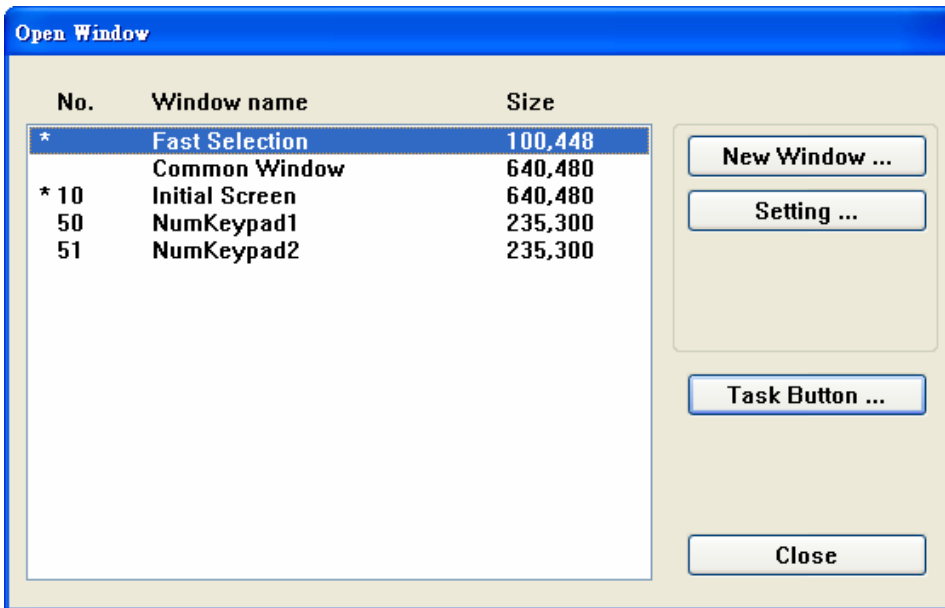 Open Window
No. Window name Size
* Fast Selection 100,448
Common Window 640,480
* 10 Initial Screen 640,480
50 NumKeypad1 235,300
51 NumKeypad2 235,300
New Window ...
Setting ...
Task Button ...
Close